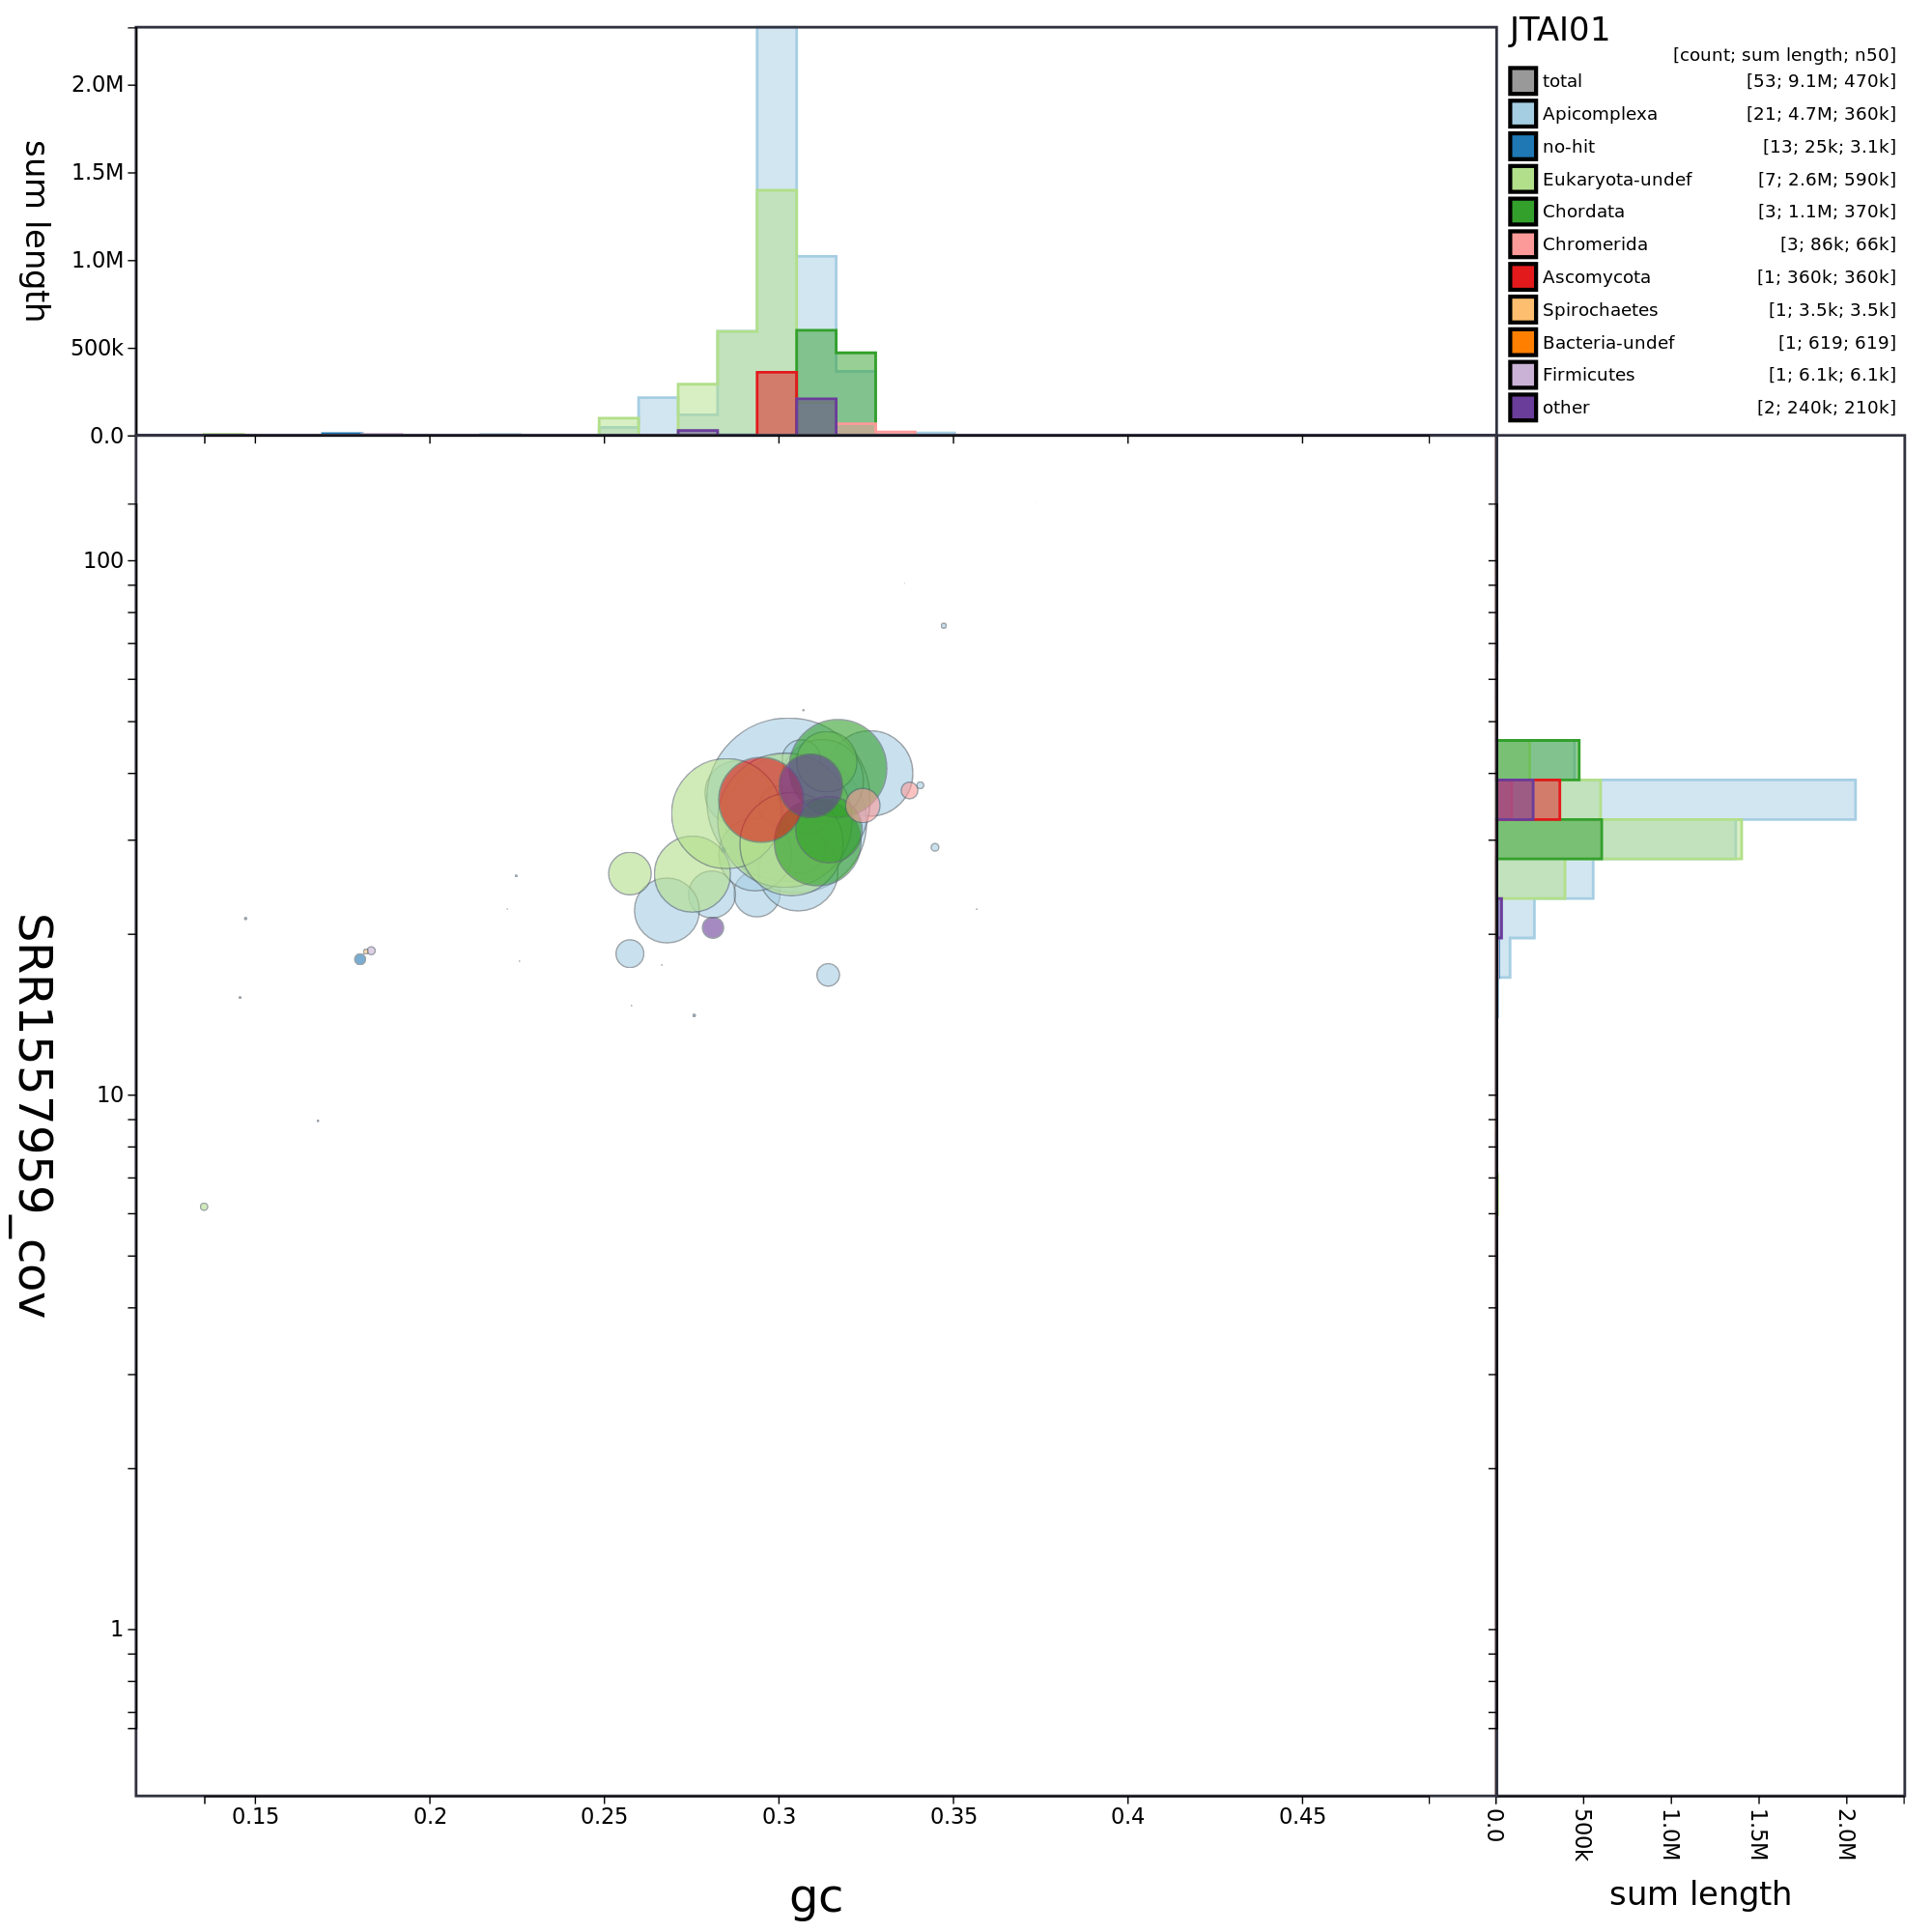 JTAI01
[count; sum length; n50]
total [53; 9.1M; 470k]
Apicomplexa [21; 4.7M; 360k]
no-hit [13; 25k; 3.1k]
Eukaryota-undef [7; 2.6M; 590k]
Chordata [3; 1.1M; 370k]
Chromerida [3; 86k; 66k]
Ascomycota [1; 360k; 360k]
Spirochaetes [1; 3.5k; 3.5k]
Bacteria-undef [1; 619; 619]
Firmicutes [1; 6.1k; 6.1k]
other [2; 240k; 210k]
sum length
2.0M
1.5M
1.0M
500k
0.0
SRR1557959_cov
100
10
1
0.15 0.2 0.25 0.3 0.35 0.4 0.45
gc
0.0 500k 1.0M 1.5M 2.0M
sum length